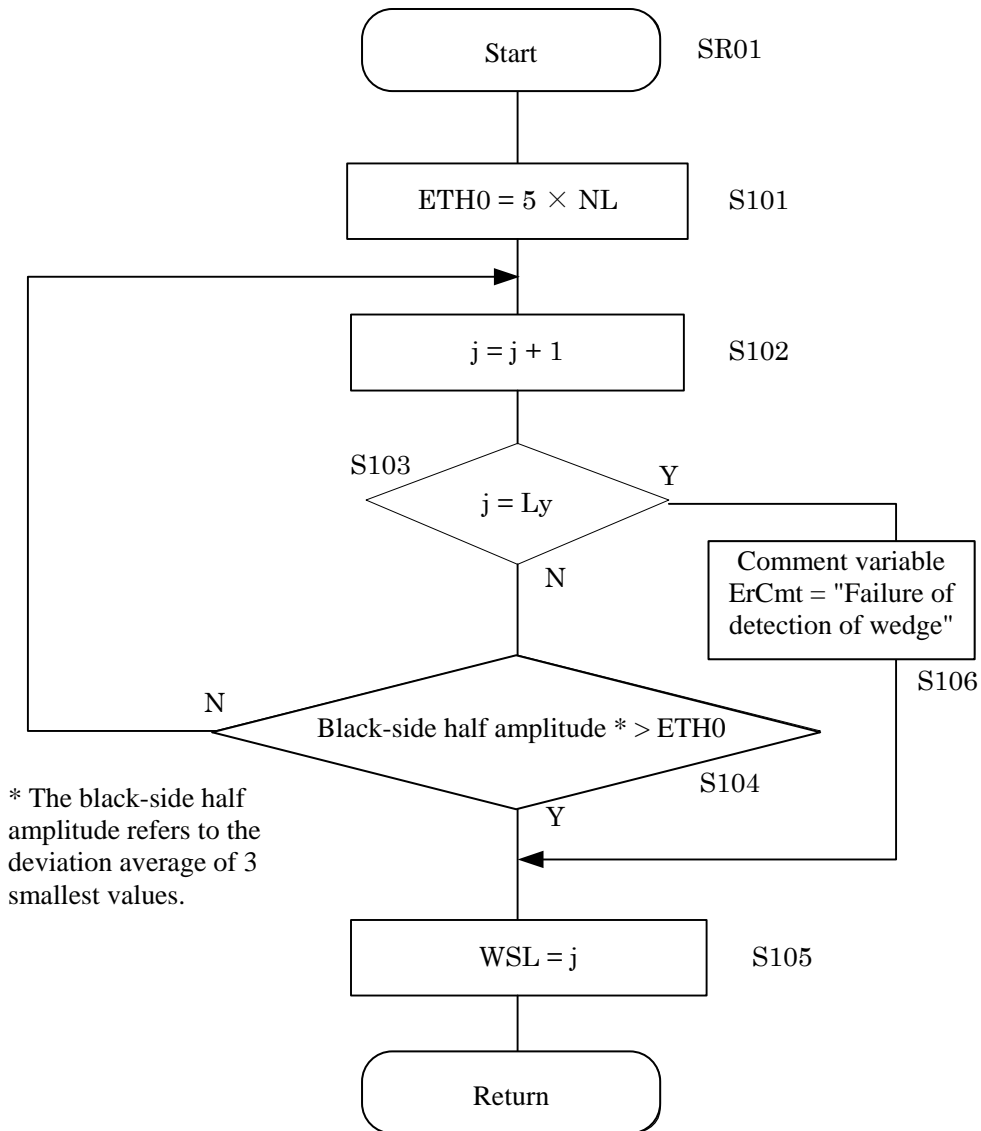 Start
SR01
ETH0 = 5 × NL
S101
j = j + 1
S102
S103
Y
j = Ly
N
Comment variable
ErCmt = "Failure of
detection of wedge"
S106
N
Black-side half amplitude * > ETH0
S104
Y
* The black-side half
amplitude refers to the
deviation average of 3
smallest values.
WSL = j
S105
Return